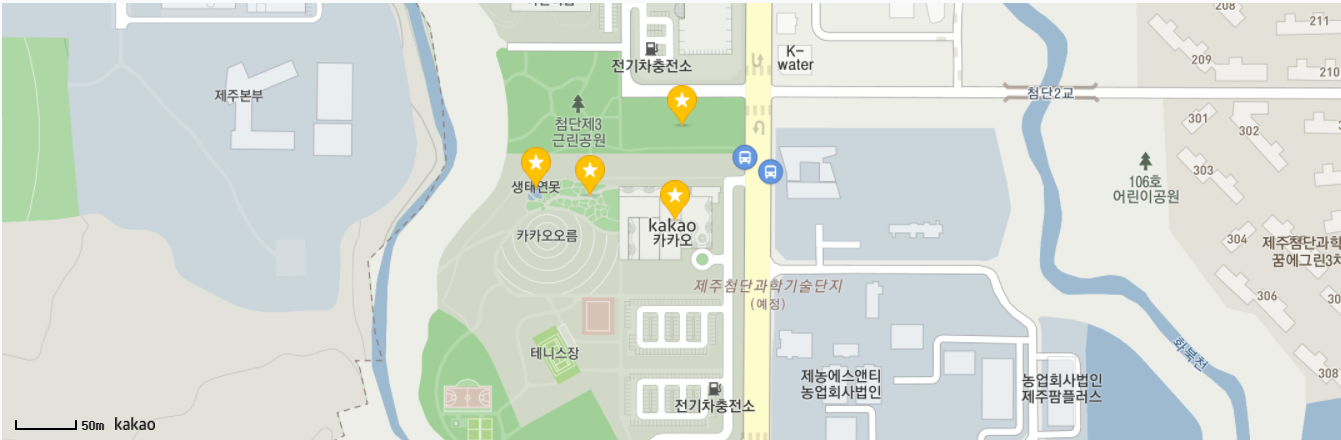 208
211
209
210
전기차충전소
K-
water
제주본부
첨단2교
첨단제3
근린공원
301
302
303
생태연못
106호
어린이공원
카카오오름
kakao
카카오
304
제주첨단과학
꿈에그린3차
제주첨단과학기술단지
(예정)
306
화북천
테니스장
제농에스앤티
농업회사법인
농업회사법인
제주팜플러스
308
전기차충전소
50m
kakao